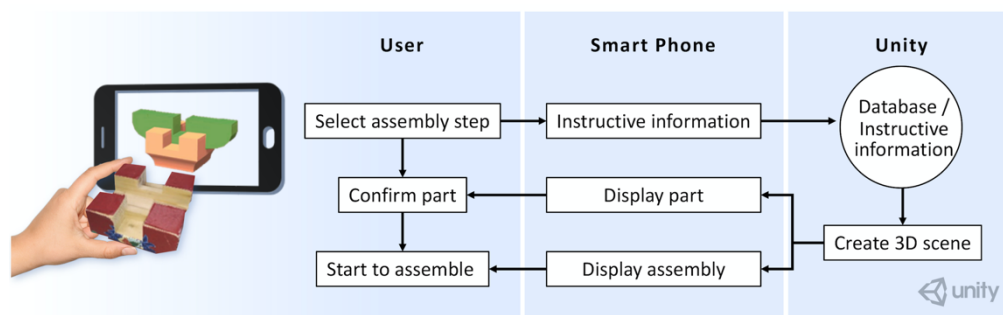 User
Smart Phone
Unity
Select assembly step
Instructive information
Database /
Instructive
information
Confirm part
Display part
Create 3D scene
Start to assemble
Display assembly
unity